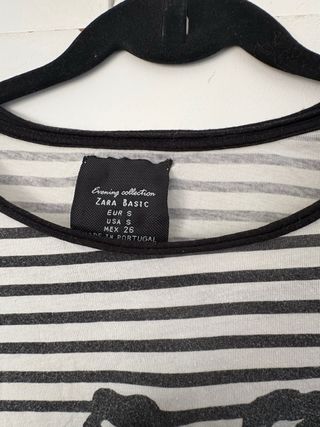 Evening collection
ZARA BASIC
EUR S
USA S
MEX 26
MADE IN PORTUGAL